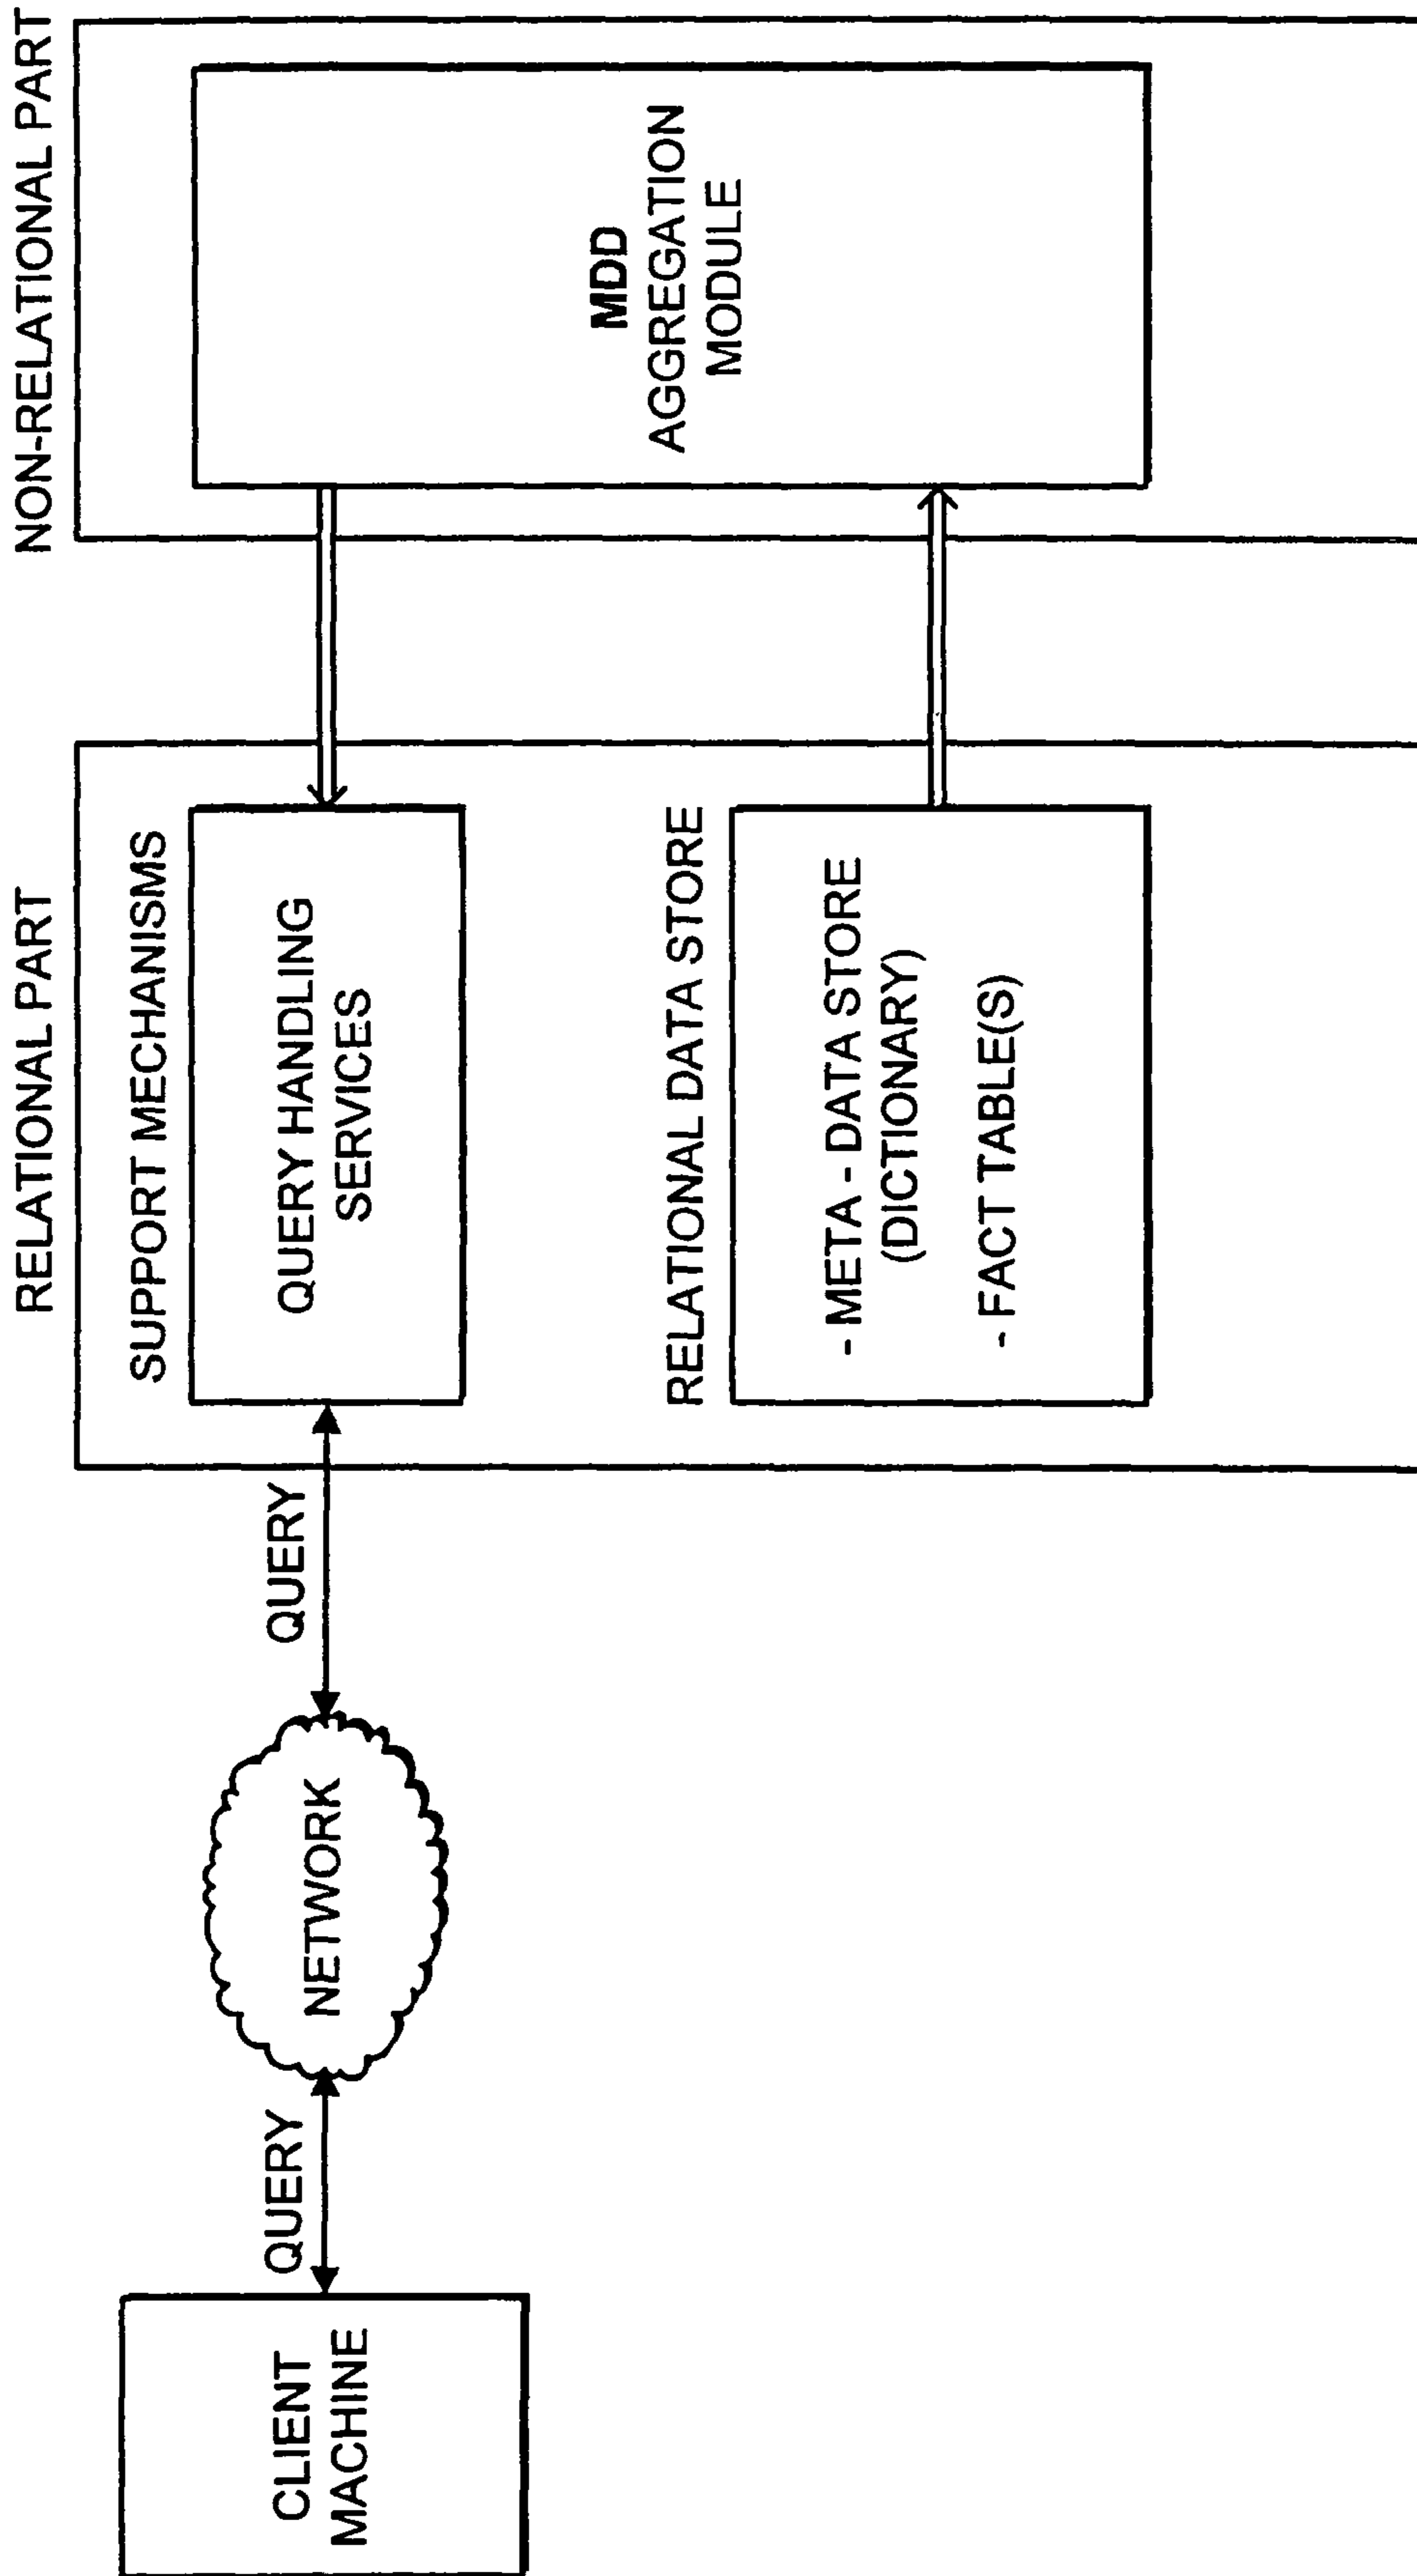 CLIENT
MACHINE
QUERY
NETWORK
QUERY
RELATIONAL PART
SUPPORT MECHANISMS
QUERY HANDLING
SERVICES
RELATIONAL DATA STORE
- META - DATA STORE
(DICTIONARY)
- FACT TABLE(S)
NON-RELATIONAL PART
MDD
AGGREGATION
MODULE